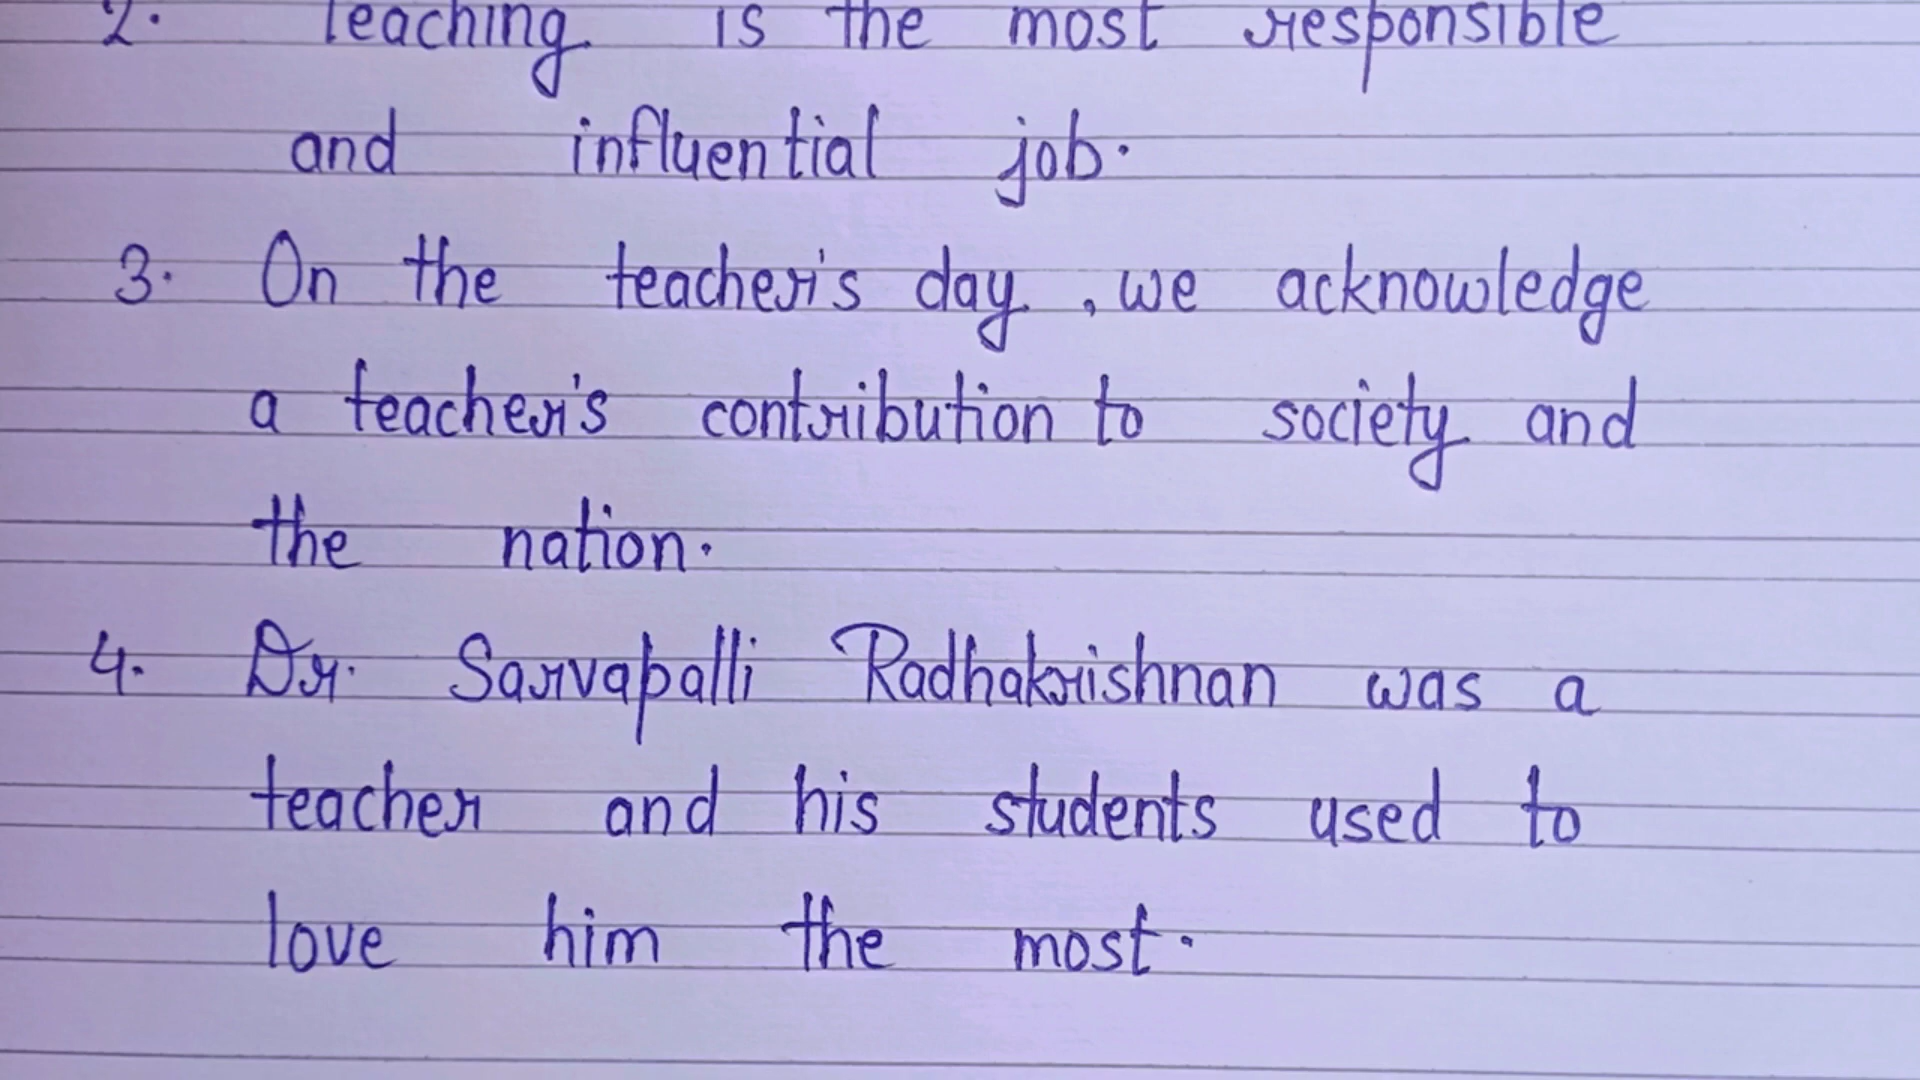 2. Teaching is the most responsible
and influential job.
3. On the teacher's day, we acknowledge
a teacher's contribution to society and
the nation.
4. Dr. Sarvapalli Radhakrishnan was a
teacher and his students used to
love him the most.